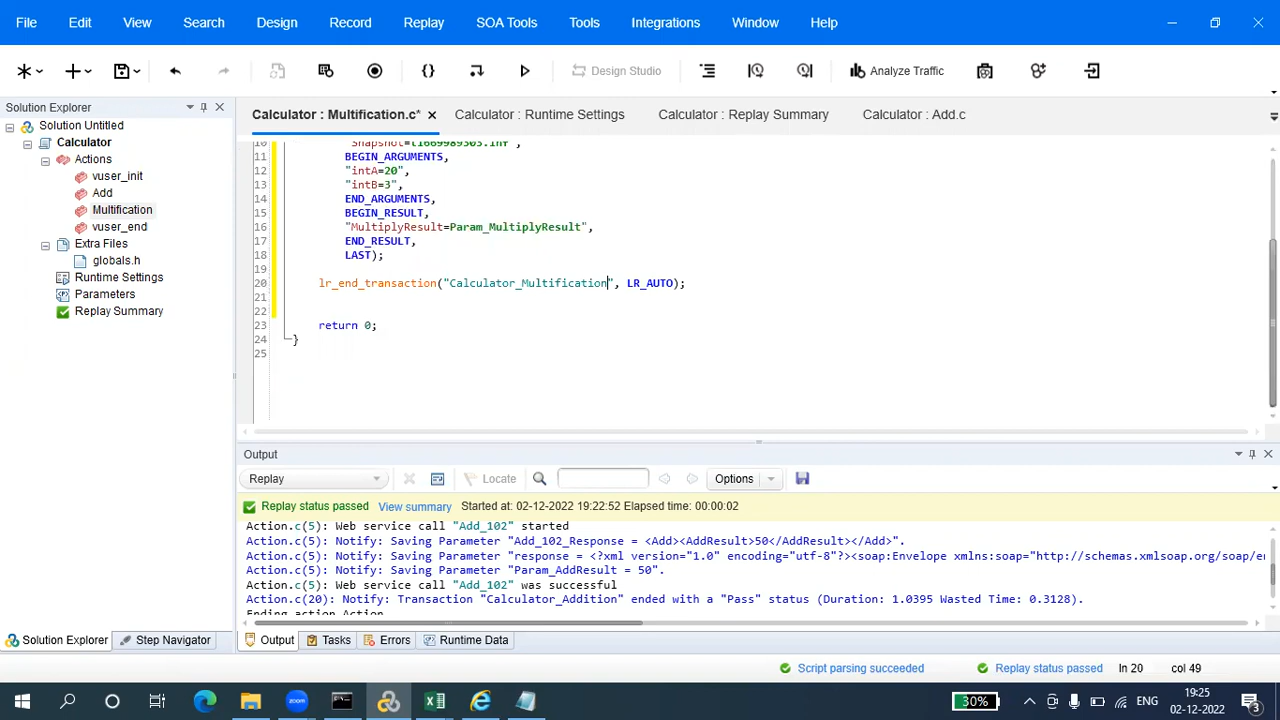 File Edit View Search Design Record Replay SOA Tools Tools Integrations Window Help
Design Studio Analyze Traffic
Solution Explorer
Solution Untitled
Calculator
Actions
vuser_init
Add
Multification
vuser_end
Extra Files
globals.h
Runtime Settings
Parameters
Replay Summary
Calculator : Multification.c* Calculator : Runtime Settings Calculator : Replay Summary Calculator : Add.c
10 "Snapshot=t1669989303.inf",
11 BEGIN_ARGUMENTS,
12 "intA=20",
13 "intB=3",
14 END_ARGUMENTS,
15 BEGIN_RESULT,
16 "MultiplyResult=Param_MultiplyResult",
17 END_RESULT,
18 LAST);
19
20 lr_end_transaction("Calculator_Multification", LR_AUTO);
21
22
23 return 0;
24 }
25
Output
Replay Locate Options
Replay status passed View summary Started at: 02-12-2022 19:22:52 Elapsed time: 00:00:02
Action.c(5): Web service call "Add_102" started
Action.c(5): Notify: Saving Parameter "Add_102_Response = <Add><AddResult>50</AddResult></Add>".
Action.c(5): Notify: Saving Parameter "response = <?xml version="1.0" encoding="utf-8"?><soap:Envelope xmlns:soap="http://schemas.xmlsoap.org/soap/en
Action.c(5): Notify: Saving Parameter "Param_AddResult = 50".
Action.c(5): Web service call "Add_102" was successful
Action.c(20): Notify: Transaction "Calculator_Addition" ended with a "Pass" status (Duration: 1.0395 Wasted Time: 0.3128).
Ending action Action.
Solution Explorer Step Navigator Output Tasks Errors Runtime Data
Script parsing succeeded Replay status passed ln 20 col 49
zoom 30% ENG 19:25
02-12-2022 3